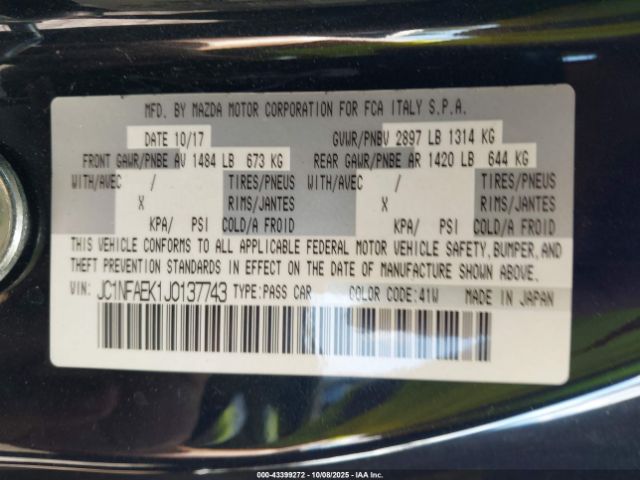 MFD. BY MAZDA MOTOR CORPORATION FOR FCA ITALY S.P.A.
DATE 10/17 GVWR/PNBV 2897 LB 1314 KG
FRONT GAWR/PNBE AV 1484 LB 673 KG REAR GAWR/PNBE AR 1420 LB 644 KG
WITH/AVEC / TIRES/PNEUS WITH/AVEC / TIRES/PNEUS
X RIMS/JANTES X RIMS/JANTES
KPA/ PSI COLD/A FROID KPA/ PSI COLD/A FROID
THIS VEHICLE CONFORMS TO ALL APPLICABLE FEDERAL MOTOR VEHICLE SAFETY, BUMPER, AND
THEFT PREVENTION STANDARDS IN EFFECT ON THE DATE OF MANUFACTURE SHOWN ABOVE.
VIN: JC1NFAEK1J0137743 TYPE:PASS CAR COLOR CODE:41W MADE IN JAPAN
000-43399272 - 10/08/2025 - IAA Inc.